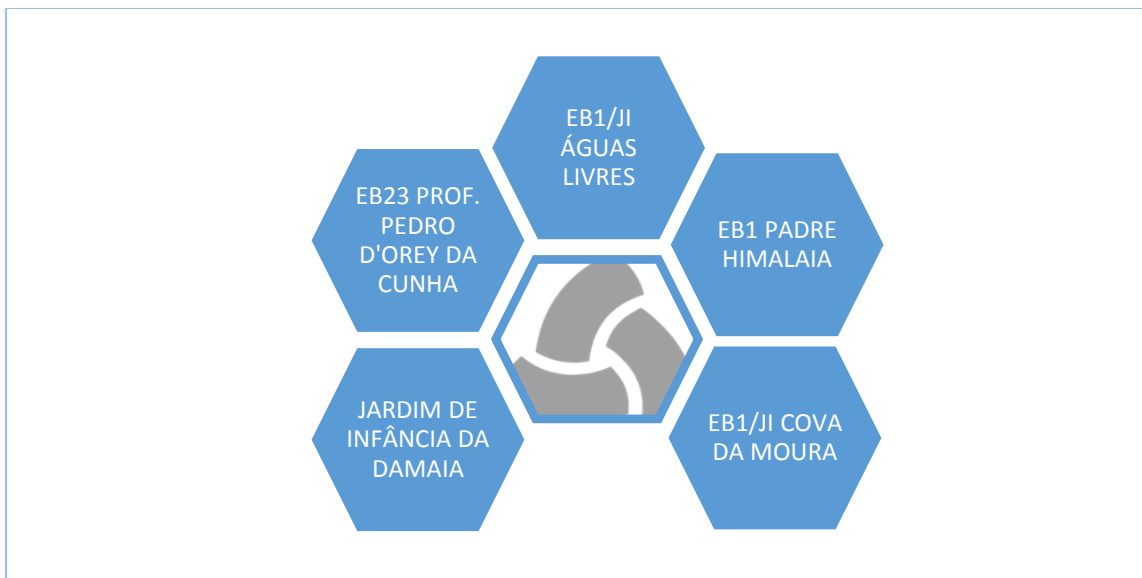 EB1/JI
ÁGUAS
LIVRES
EB23 PROF.
PEDRO
D'OREY DA
CUNHA
EB1 PADRE
HIMALAIA
JARDIM DE
INFÂNCIA DA
DAMAIA
EB1/JI COVA
DA MOURA